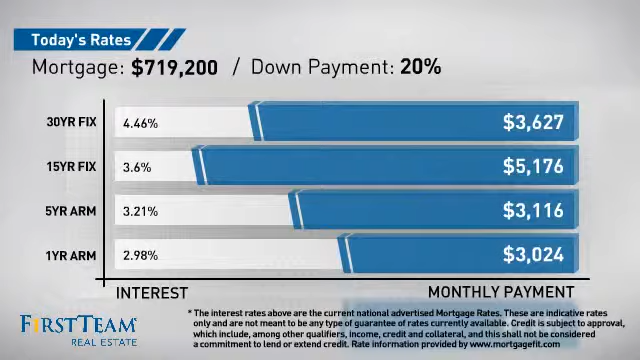 Today's Rates
Mortgage: $719,200 / Down Payment: 20%
30YR FIX 4.46% $3,627
15YR FIX 3.6% $5,176
5YR ARM 3.21% $3,116
1YR ARM 2.98% $3,024
INTEREST MONTHLY PAYMENT
FIRSTTEAM®
REAL ESTATE
* The interest rates above are the current national advertised Mortgage Rates. These are indicative rates
only and are not meant to be any type of guarantee of rates currently available. Credit is subject to approval,
which include, among other qualifiers, income, credit and collateral, and this shall not be considered
a commitment to lend or extend credit. Rate information provided by www.mortgagefit.com